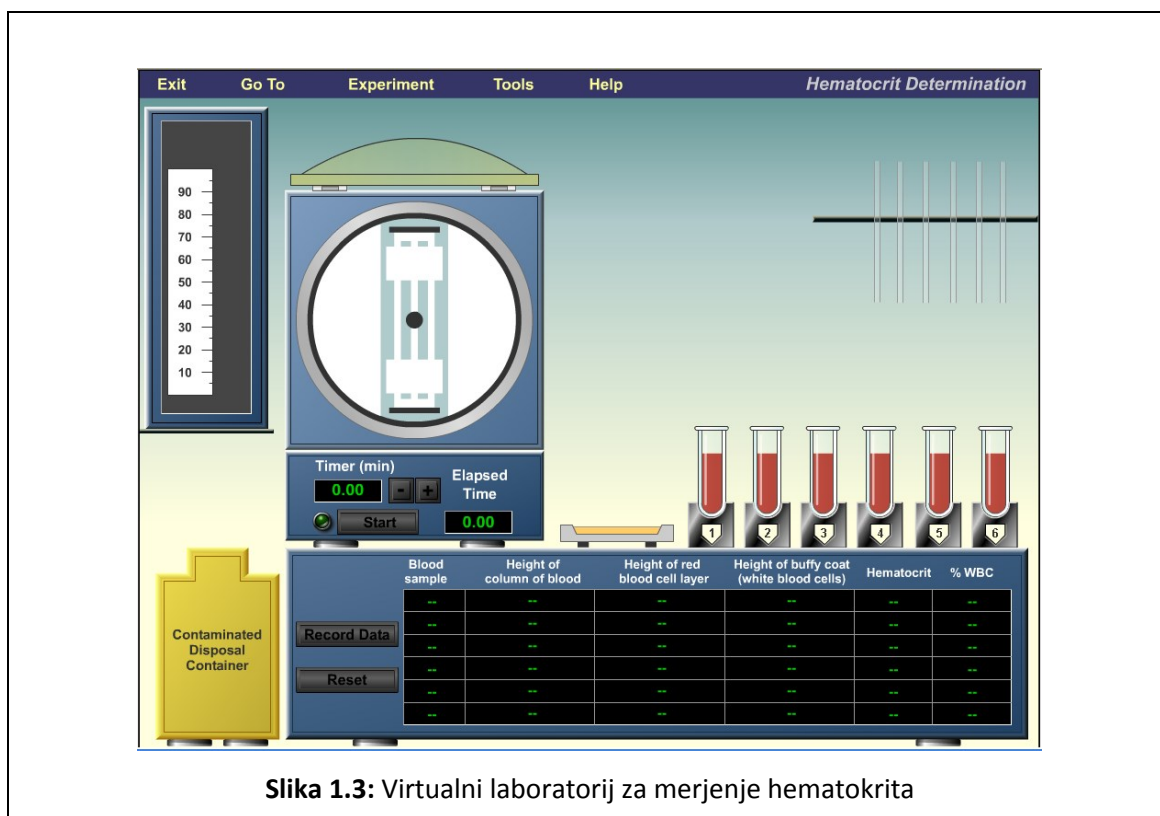 Exit Go To Experiment Tools Help Hematocrit Determination
90
80
70
60
50
40
30
20
10
Timer (min)
0.00 - +
Elapsed
Time
Start
0.00
1 2 3 4 5 6
Contaminated
Disposal
Container
Record Data
Reset
Blood
sample
Height of
column of blood
Height of red
blood cell layer
Height of buffy coat
(white blood cells)
Hematocrit
% WBC
-- -- -- -- -- --
-- -- -- -- -- --
-- -- -- -- -- --
-- -- -- -- -- --
-- -- -- -- -- --
-- -- -- -- -- --
Slika 1.3: Virtualni laboratorij za merjenje hematokrita